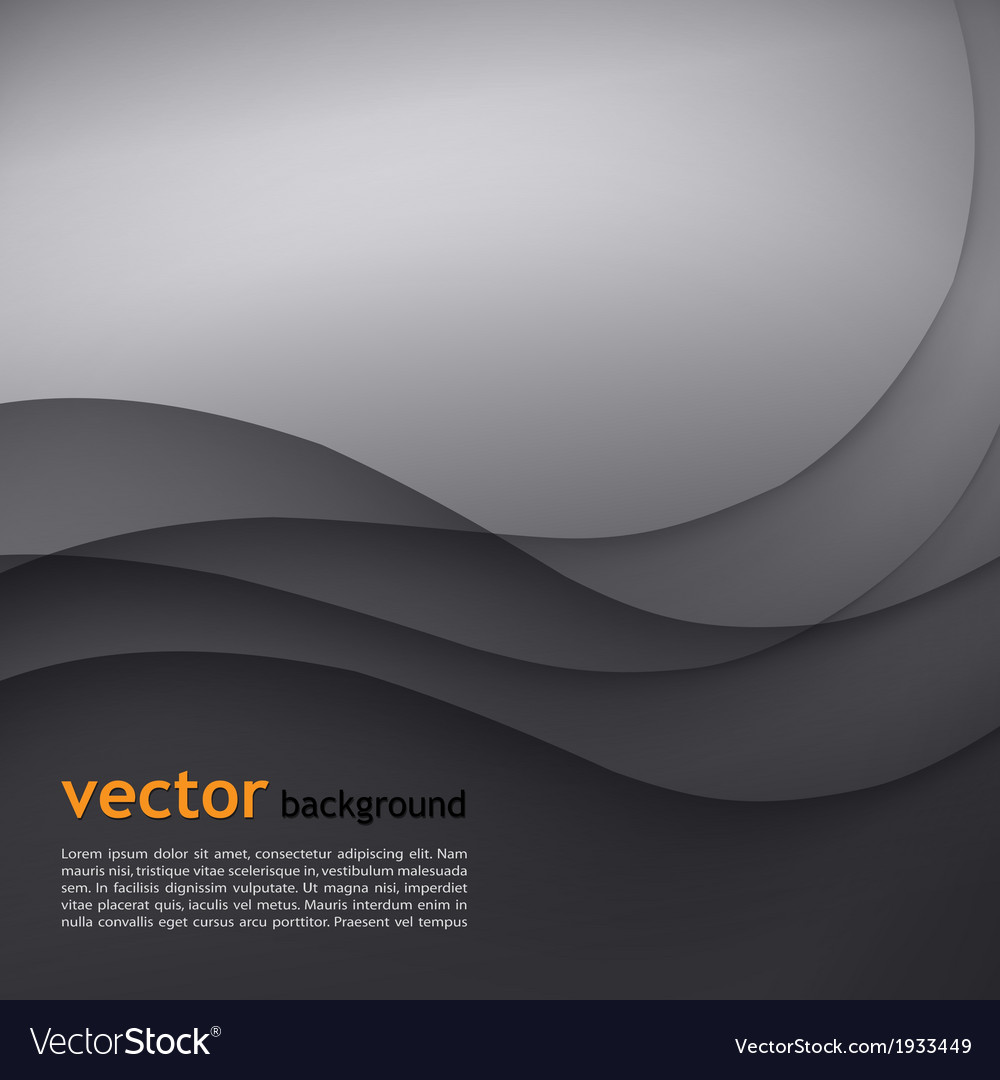 vector background
Lorem ipsum dolor sit amet, consectetur adipiscing elit. Nam
mauris nisi, tristique vitae scelerisque in, vestibulum malesuada
sem. In facilisis dignissim vulputate. Ut magna nisi, imperdiet
vitae placerat quis, iaculis vel metus. Mauris interdum enim in
nulla convallis eget cursus arcu porttitor. Praesent vel tempus
VectorStock® VectorStock.com/1933449